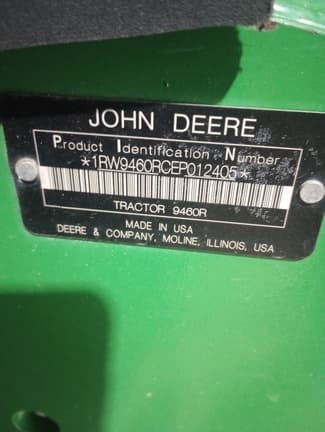 JOHN DEERE
Product Identification Number
*1RW9460RCEP012405*
TRACTOR 9460R
MADE IN USA
DEERE & COMPANY, MOLINE, ILLINOIS, USA